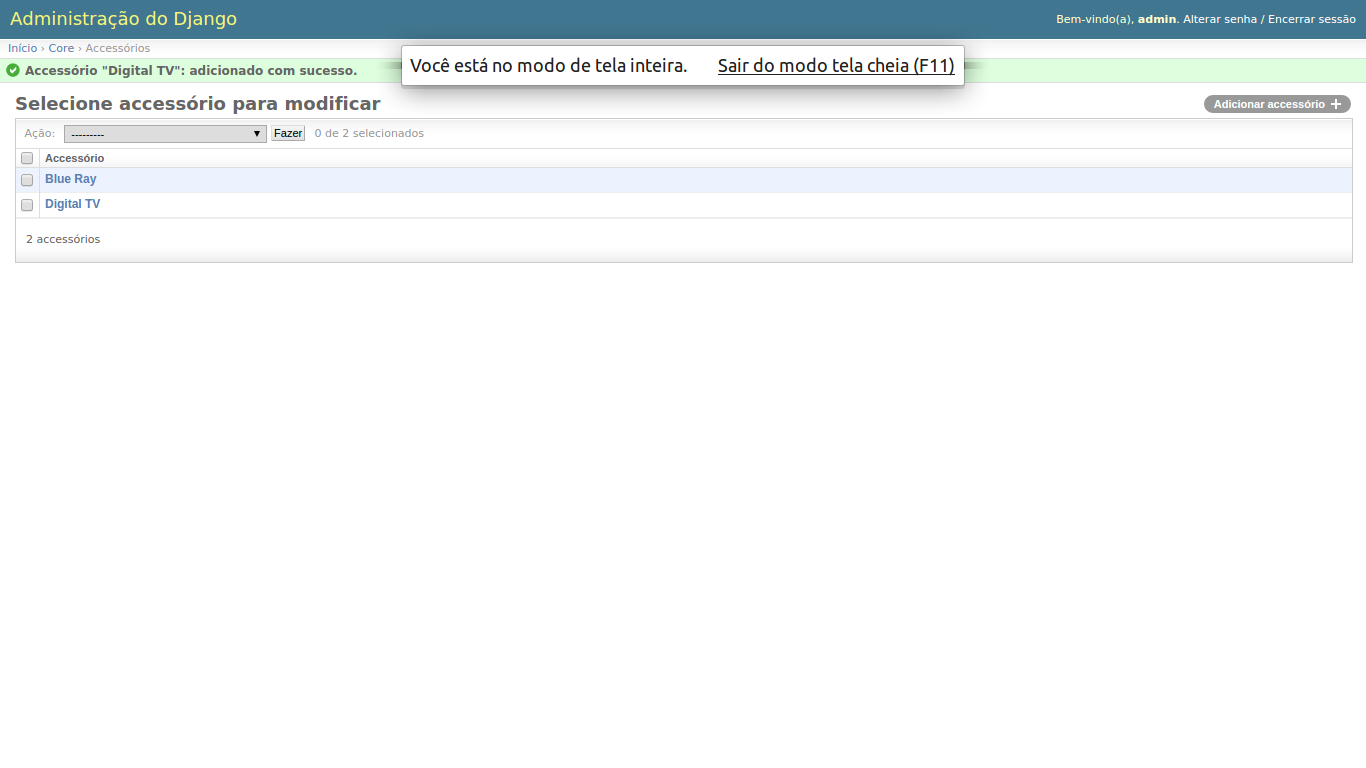 Administração do Django
Bem-vindo(a), admin. Alterar senha / Encerrar sessão
Início › Core › Accessórios
Você está no modo de tela inteira. Sair do modo tela cheia (F11)
Accessório "Digital TV": adicionado com sucesso.
Selecione accessório para modificar
Adicionar accessório
Ação: --------- Fazer 0 de 2 selecionados
Accessório
Blue Ray
Digital TV
2 accessórios